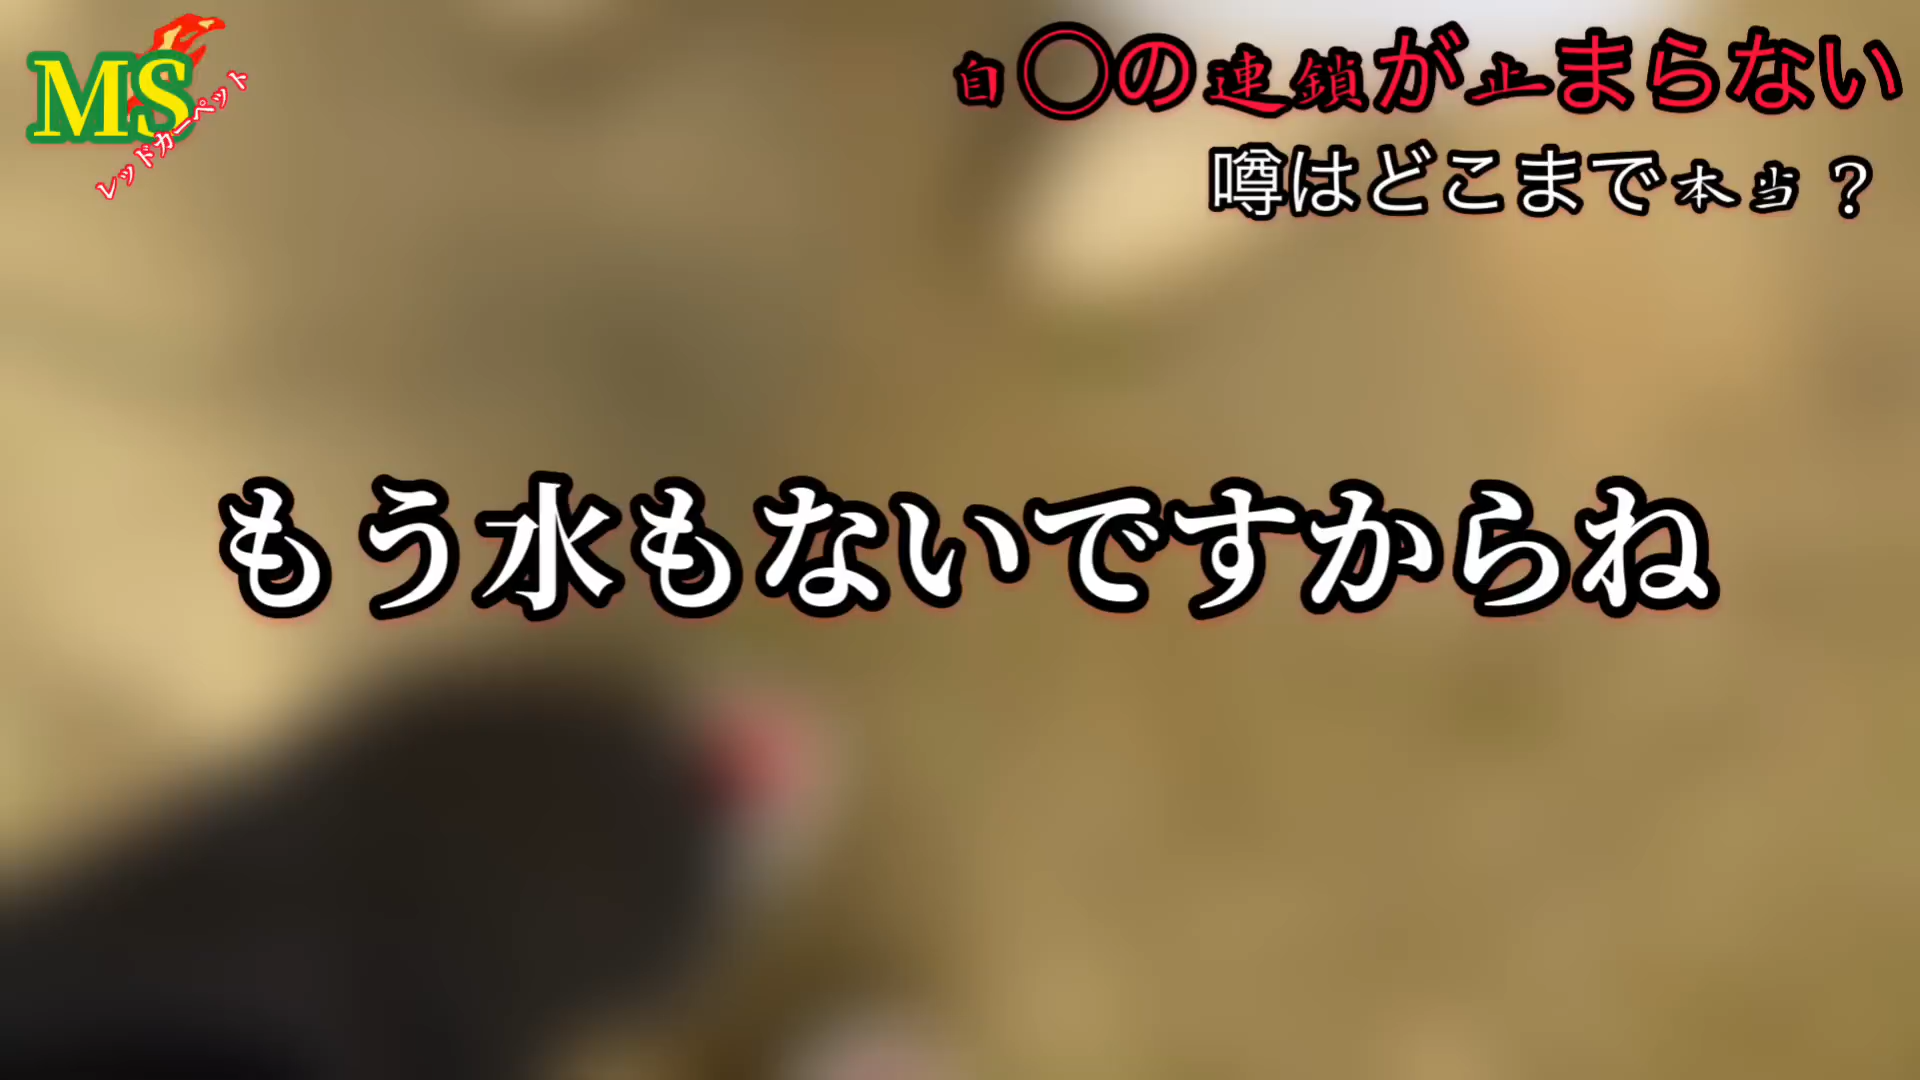 MS
レッドカーペット
自◯の連鎖が止まらない
噂はどこまで本当？
もう水もないですからね